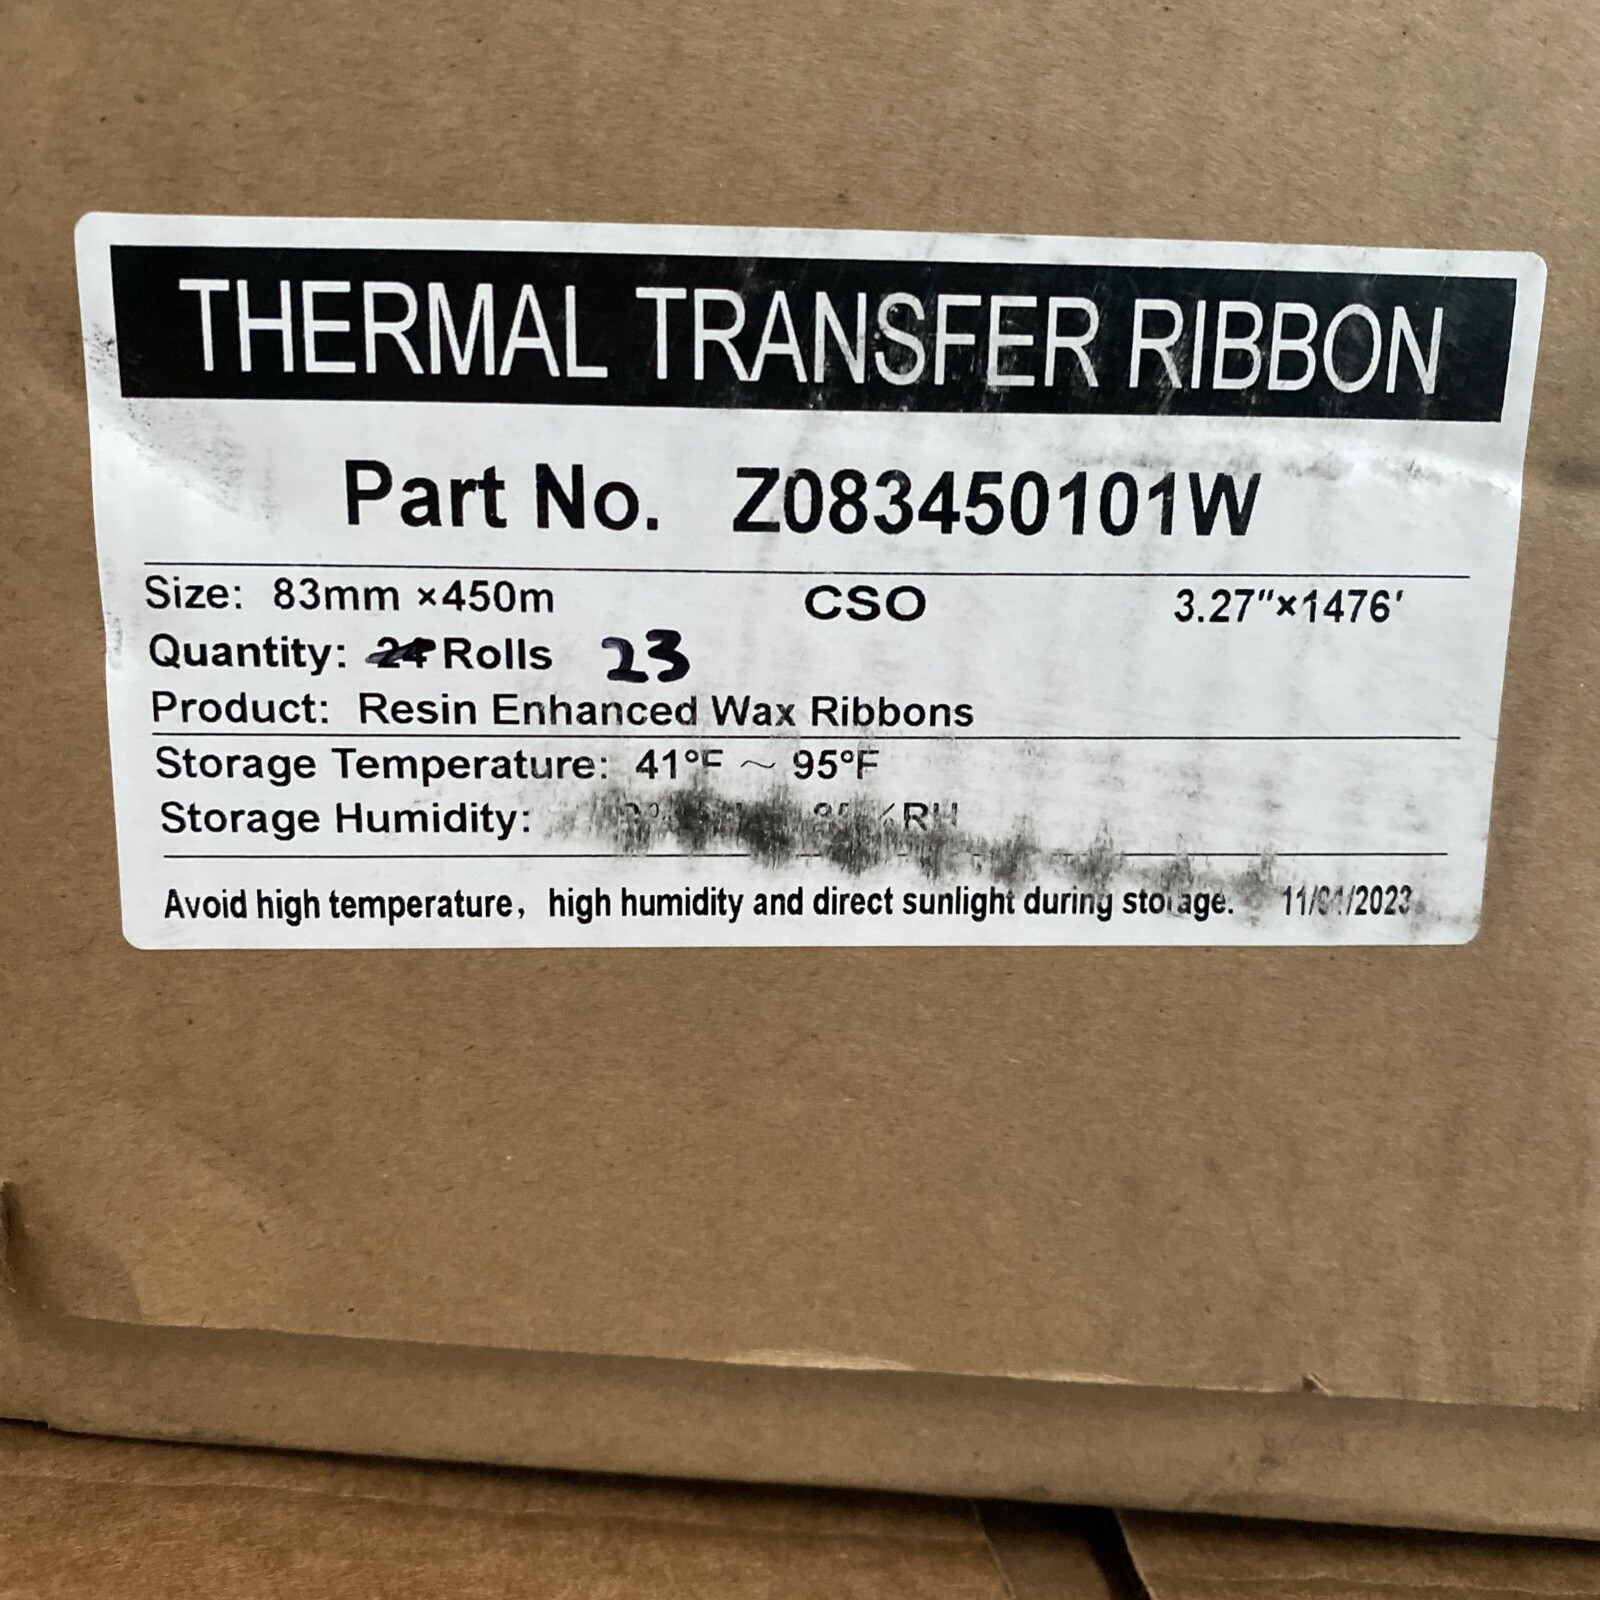 THERMAL TRANSFER RIBBON
Part No. Z083450101W
Size: 83mm ×450m CSO 3.27"×1476'
Quantity: 24 Rolls 23
Product: Resin Enhanced Wax Ribbons
Storage Temperature: 41°F ~ 95°F
Storage Humidity:
Avoid high temperature, high humidity and direct sunlight during storage.